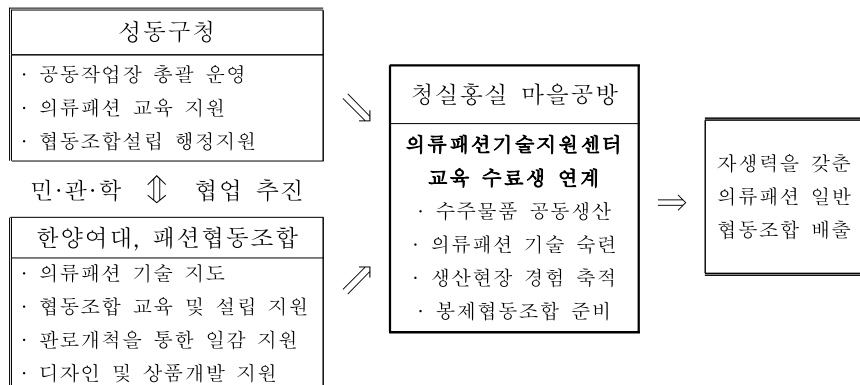 성동구청
· 공동작업장 총괄 운영
· 의류패션 교육 지원
· 협동조합설립 행정지원
민·관·학 ⇕ 협업 추진
한양여대, 패션협동조합
· 의류패션 기술 지도
· 협동조합 교육 및 설립 지원
· 판로개척을 통한 일감 지원
· 디자인 및 상품개발 지원
청실홍실 마을공방
의류패션기술지원센터
교육 수료생 연계
· 수주물품 공동생산
· 의류패션 기술 숙련
· 생산현장 경험 축적
· 봉제협동조합 준비
자생력을 갖춘
의류패션 일반
협동조합 배출